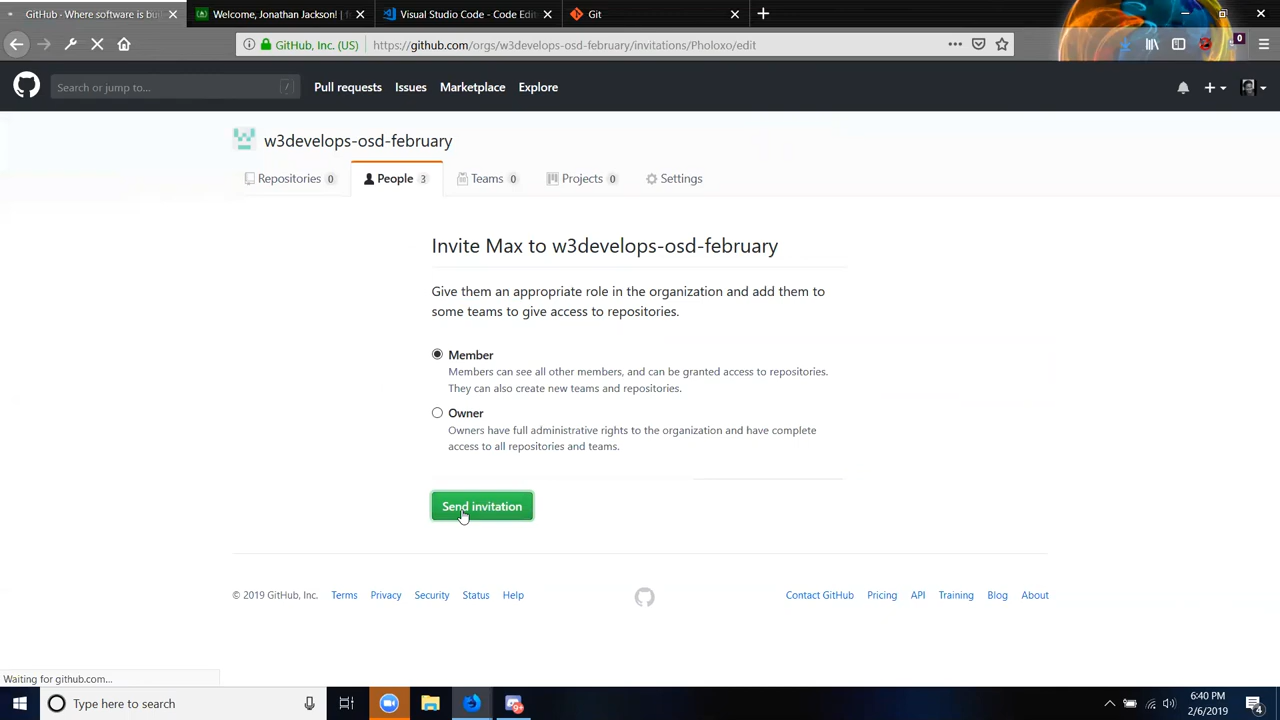 GitHub - Where software is bui
Welcome, Jonathan Jackson! | fr
Visual Studio Code - Code Edit
Git
GitHub, Inc. (US)
https://github.com/orgs/w3develops-osd-february/invitations/Pholoxo/edit
0
Search or jump to...
/
Pull requests
Issues
Marketplace
Explore
w3develops-osd-february
Repositories 0
People 3
Teams 0
Projects 0
Settings
Invite Max to w3develops-osd-february
Give them an appropriate role in the organization and add them to
some teams to give access to repositories.
Member
Members can see all other members, and can be granted access to repositories.
They can also create new teams and repositories.
Owner
Owners have full administrative rights to the organization and have complete
access to all repositories and teams.
Send invitation
© 2019 GitHub, Inc.
Terms
Privacy
Security
Status
Help
Contact GitHub
Pricing
API
Training
Blog
About
Waiting for github.com...
Type here to search
6:40 PM
2/6/2019
4